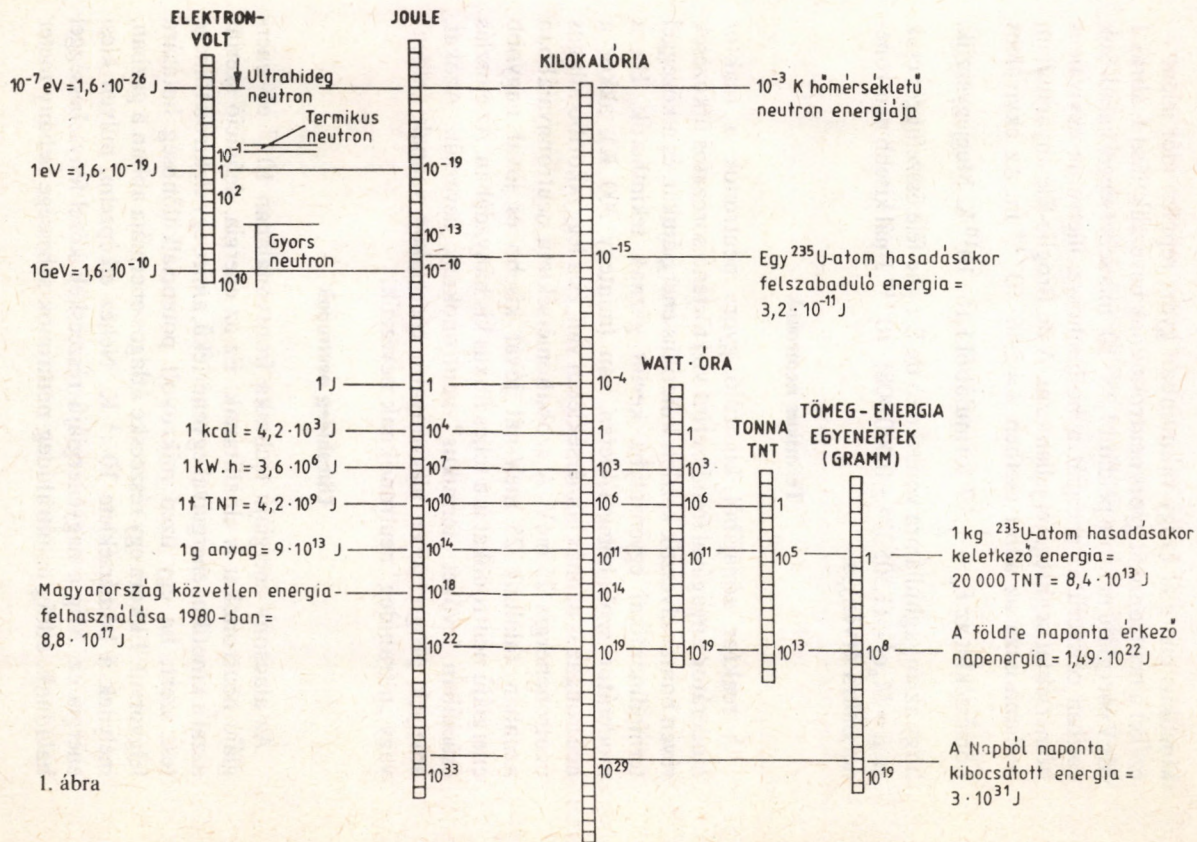 ELEKTRON-
VOLT
JOULE
KILOKALÓRIA
WATT·ÓRA
TONNA
TNT
TÖMEG-ENERGIA
EGYENÉRTÉK
(GRAMM)
10⁻⁷ eV = 1,6·10⁻²⁶ J
1eV = 1,6·10⁻¹⁹ J
1GeV = 1,6·10⁻¹⁰ J
1 J
1 kcal = 4,2·10³ J
1 kW.h = 3,6·10⁶ J
1t TNT = 4,2·10⁹ J
1g anyag = 9·10¹³ J
Magyarország közvetlen energia-
felhasználása 1980-ban =
8,8·10¹⁷ J
Ultrahideg
neutron
Termikus
neutron
Gyors
neutron
10⁻¹
1
10²
10¹⁰
10⁻¹⁹
10⁻¹³
10⁻¹⁰
1
10⁴
10⁷
10¹⁰
10¹⁴
10¹⁸
10²²
10³³
10⁻¹⁵
10⁻⁴
1
10³
10⁶
10¹¹
10¹⁴
10¹⁹
10²⁹
1
10³
10⁶
10¹¹
10¹⁹
1
10⁵
10¹³
1
10⁸
10¹⁹
10⁻³ K hőmérsékletű
neutron energiája
Egy ²³⁵U-atom hasadásakor
felszabaduló energia =
3,2·10⁻¹¹ J
1 kg ²³⁵U-atom hasadásakor
keletkező energia =
20 000 TNT = 8,4·10¹³ J
A földre naponta érkező
napenergia = 1,49·10²² J
A Napból naponta
kibocsátott energia =
3·10³¹ J
1. ábra